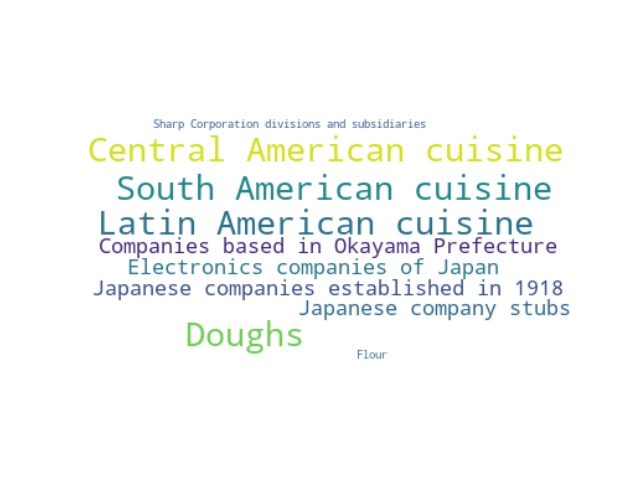 Sharp Corporation divisions and subsidiaries
Central American cuisine
South American cuisine
Latin American cuisine
Companies based in Okayama Prefecture
Electronics companies of Japan
Japanese companies established in 1918
Japanese company stubs
Doughs
Flour